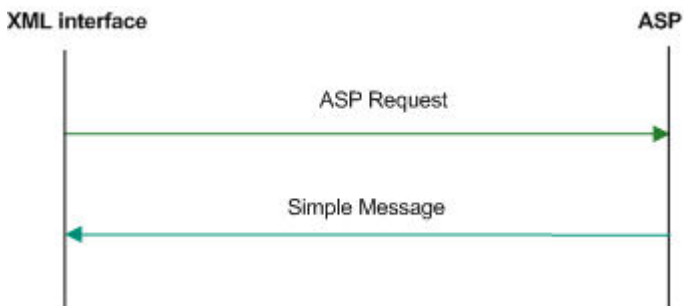 XML interface
ASP
ASP Request
Simple Message